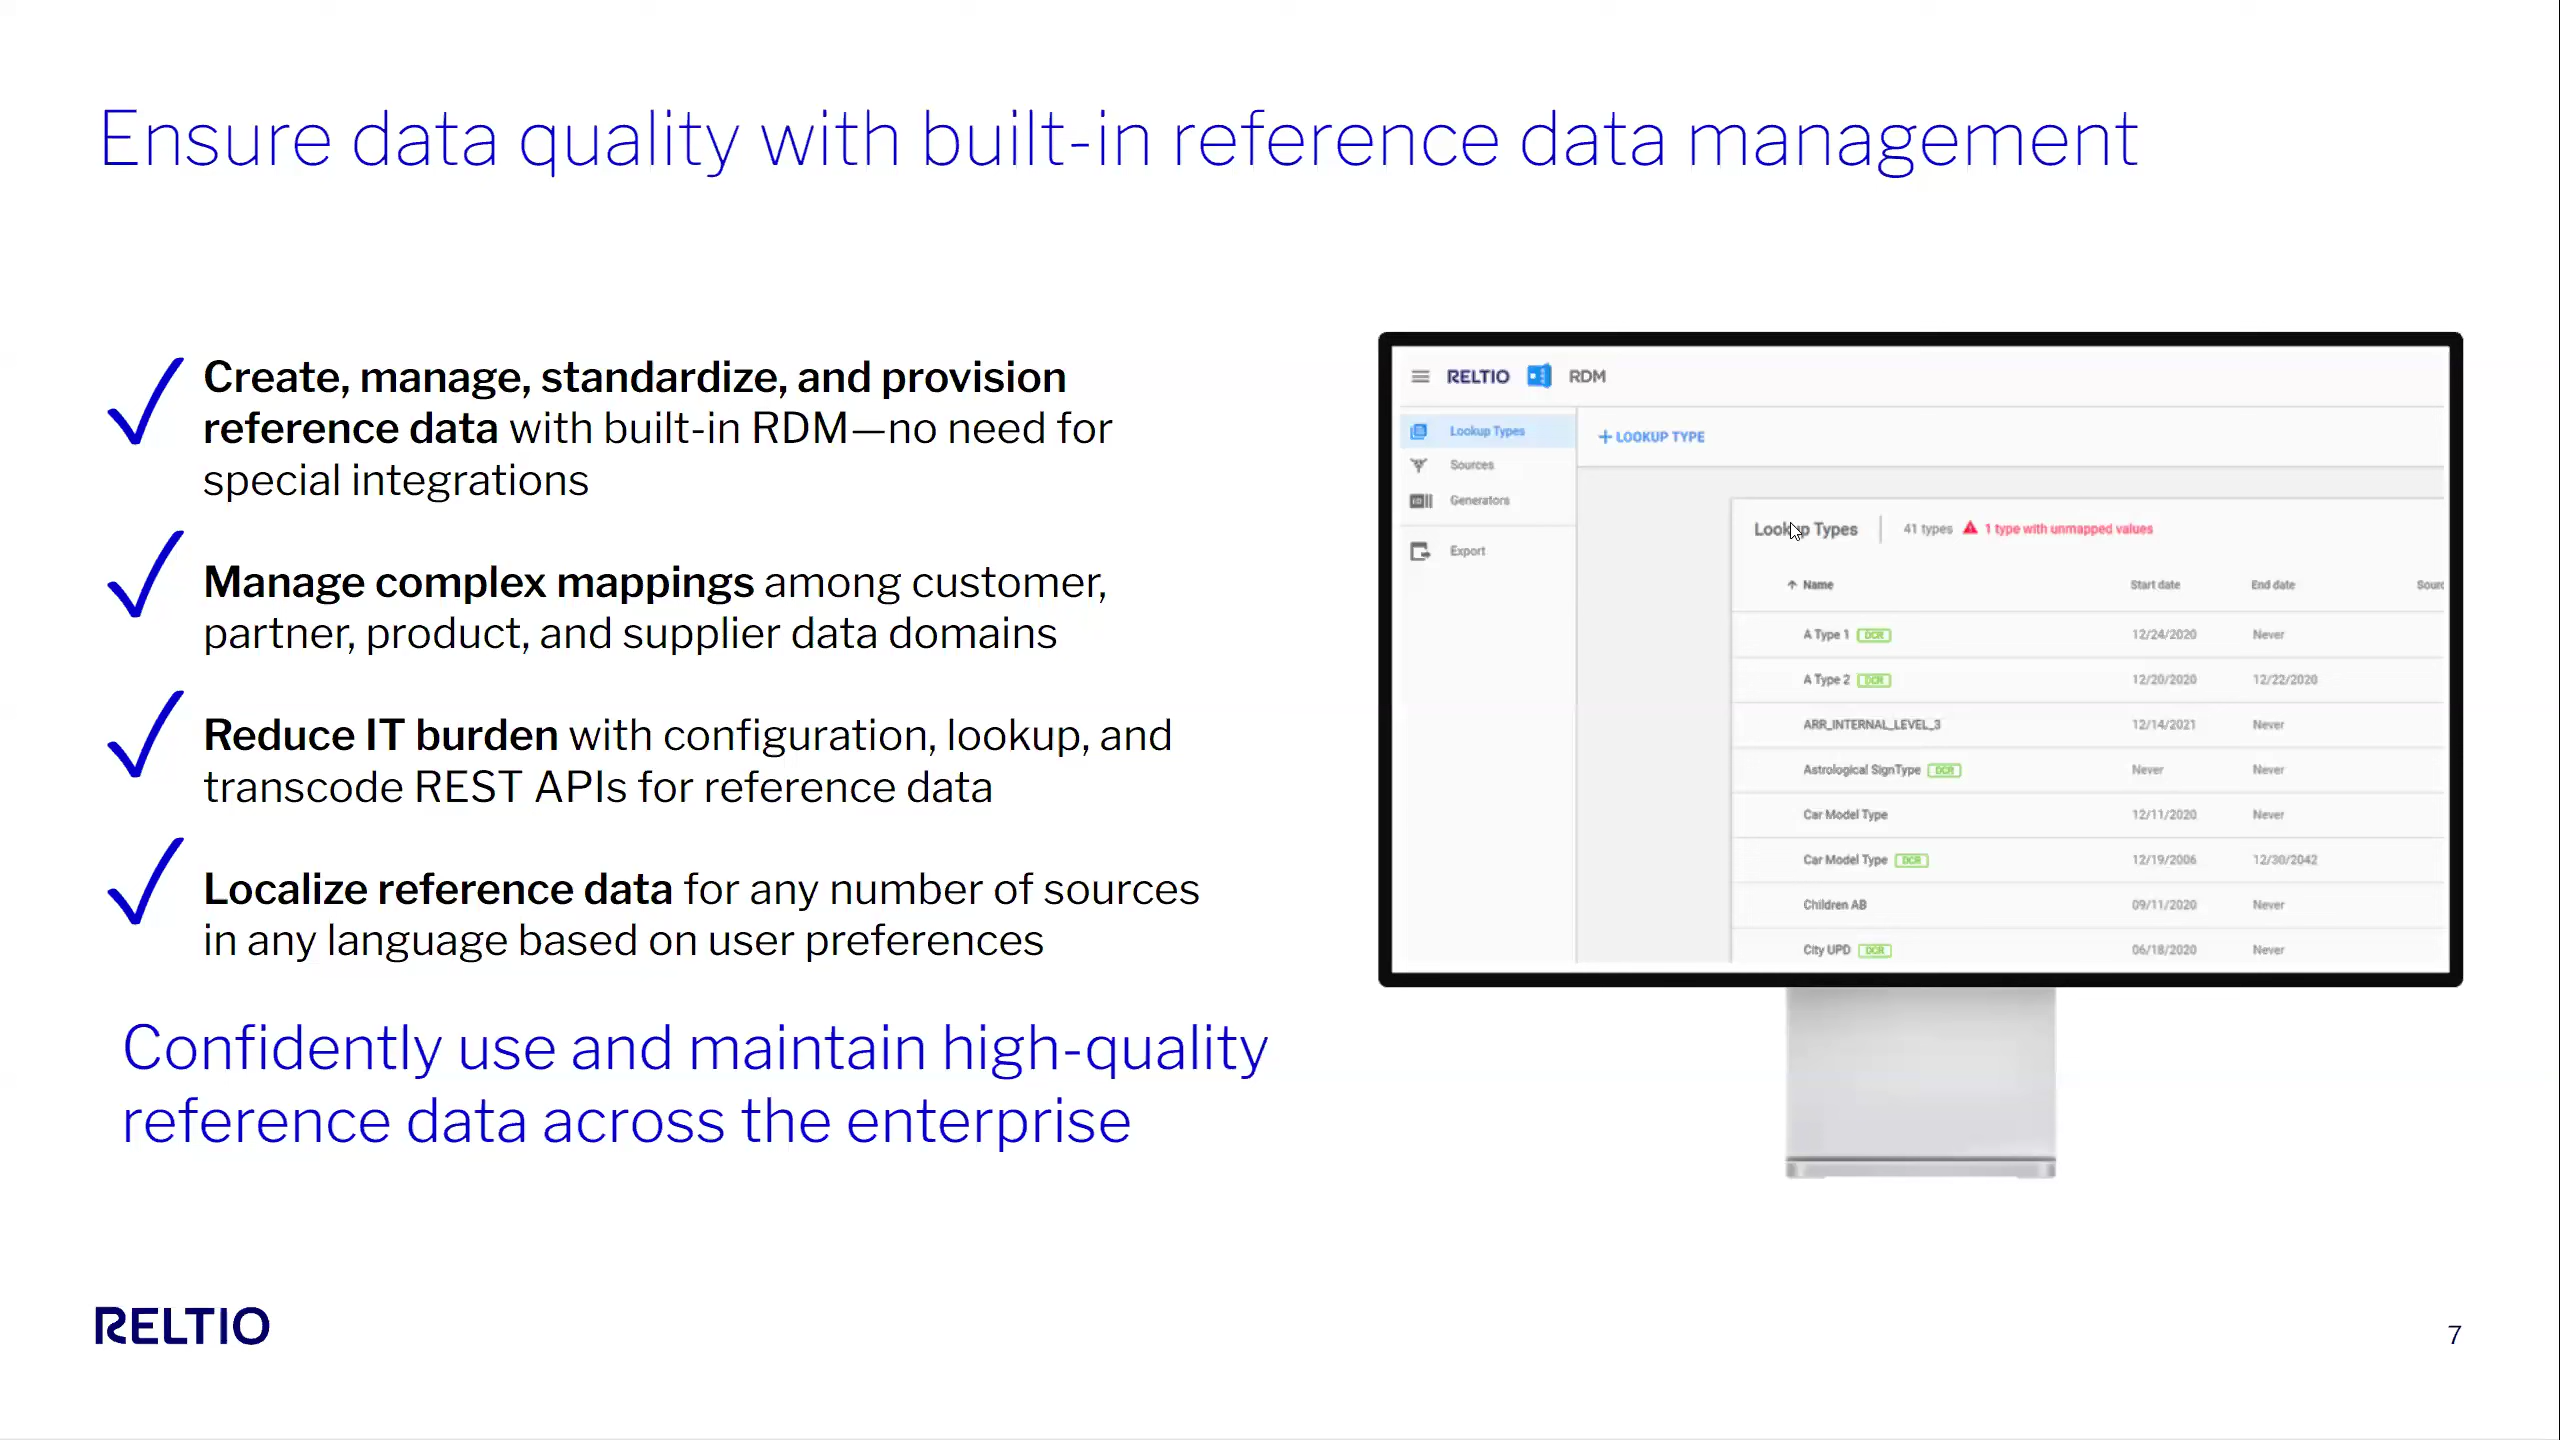 Ensure data quality with built-in reference data management
Create, manage, standardize, and provision
reference data with built-in RDM—no need for
special integrations
Manage complex mappings among customer,
partner, product, and supplier data domains
Reduce IT burden with configuration, lookup, and
transcode REST APIs for reference data
Localize reference data for any number of sources
in any language based on user preferences
Confidently use and maintain high-quality
reference data across the enterprise
RELTIO RDM
Lookup Types
Sources
Generators
Export
+ LOOKUP TYPE
Lookup Types 41 types 1 type with unmapped values
Name Start date End date
A Type 1 DCR 12/24/2020 Never
A Type 2 DCR 12/20/2020 12/22/2020
ARR_INTERNAL_LEVEL_3 12/14/2021 Never
Astrological SignType DCR Never Never
Car Model Type 12/11/2020 Never
Car Model Type DCR 12/19/2006 12/30/2042
Children AB 09/11/2020 Never
City UPD DCR 06/18/2020 Never
RELTIO
7